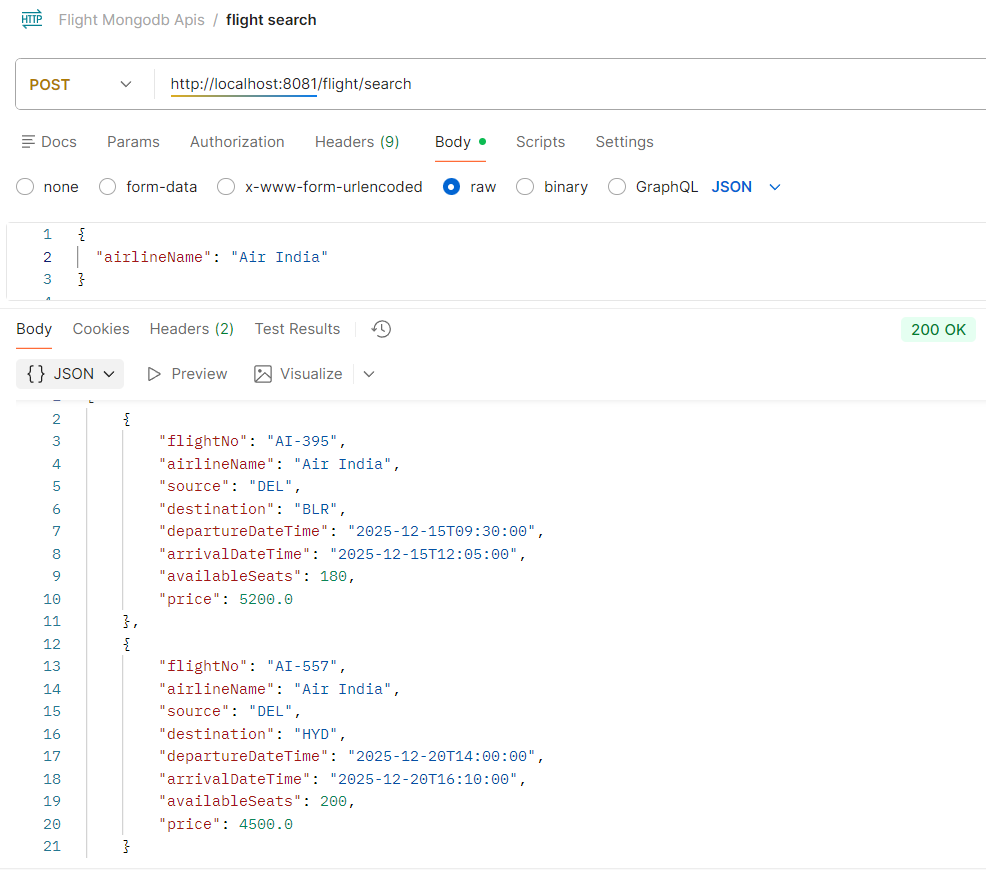 HTTP Flight Mongodb Apis / flight search
POST http://localhost:8081/flight/search
Docs Params Authorization Headers (9) Body Scripts Settings
none form-data x-www-form-urlencoded raw binary GraphQL JSON
1 {
2 "airlineName": "Air India"
3 }
Body Cookies Headers (2) Test Results 200 OK
{} JSON Preview Visualize
2 {
3 "flightNo": "AI-395",
4 "airlineName": "Air India",
5 "source": "DEL",
6 "destination": "BLR",
7 "departureDateTime": "2025-12-15T09:30:00",
8 "arrivalDateTime": "2025-12-15T12:05:00",
9 "availableSeats": 180,
10 "price": 5200.0
11 },
12 {
13 "flightNo": "AI-557",
14 "airlineName": "Air India",
15 "source": "DEL",
16 "destination": "HYD",
17 "departureDateTime": "2025-12-20T14:00:00",
18 "arrivalDateTime": "2025-12-20T16:10:00",
19 "availableSeats": 200,
20 "price": 4500.0
21 }